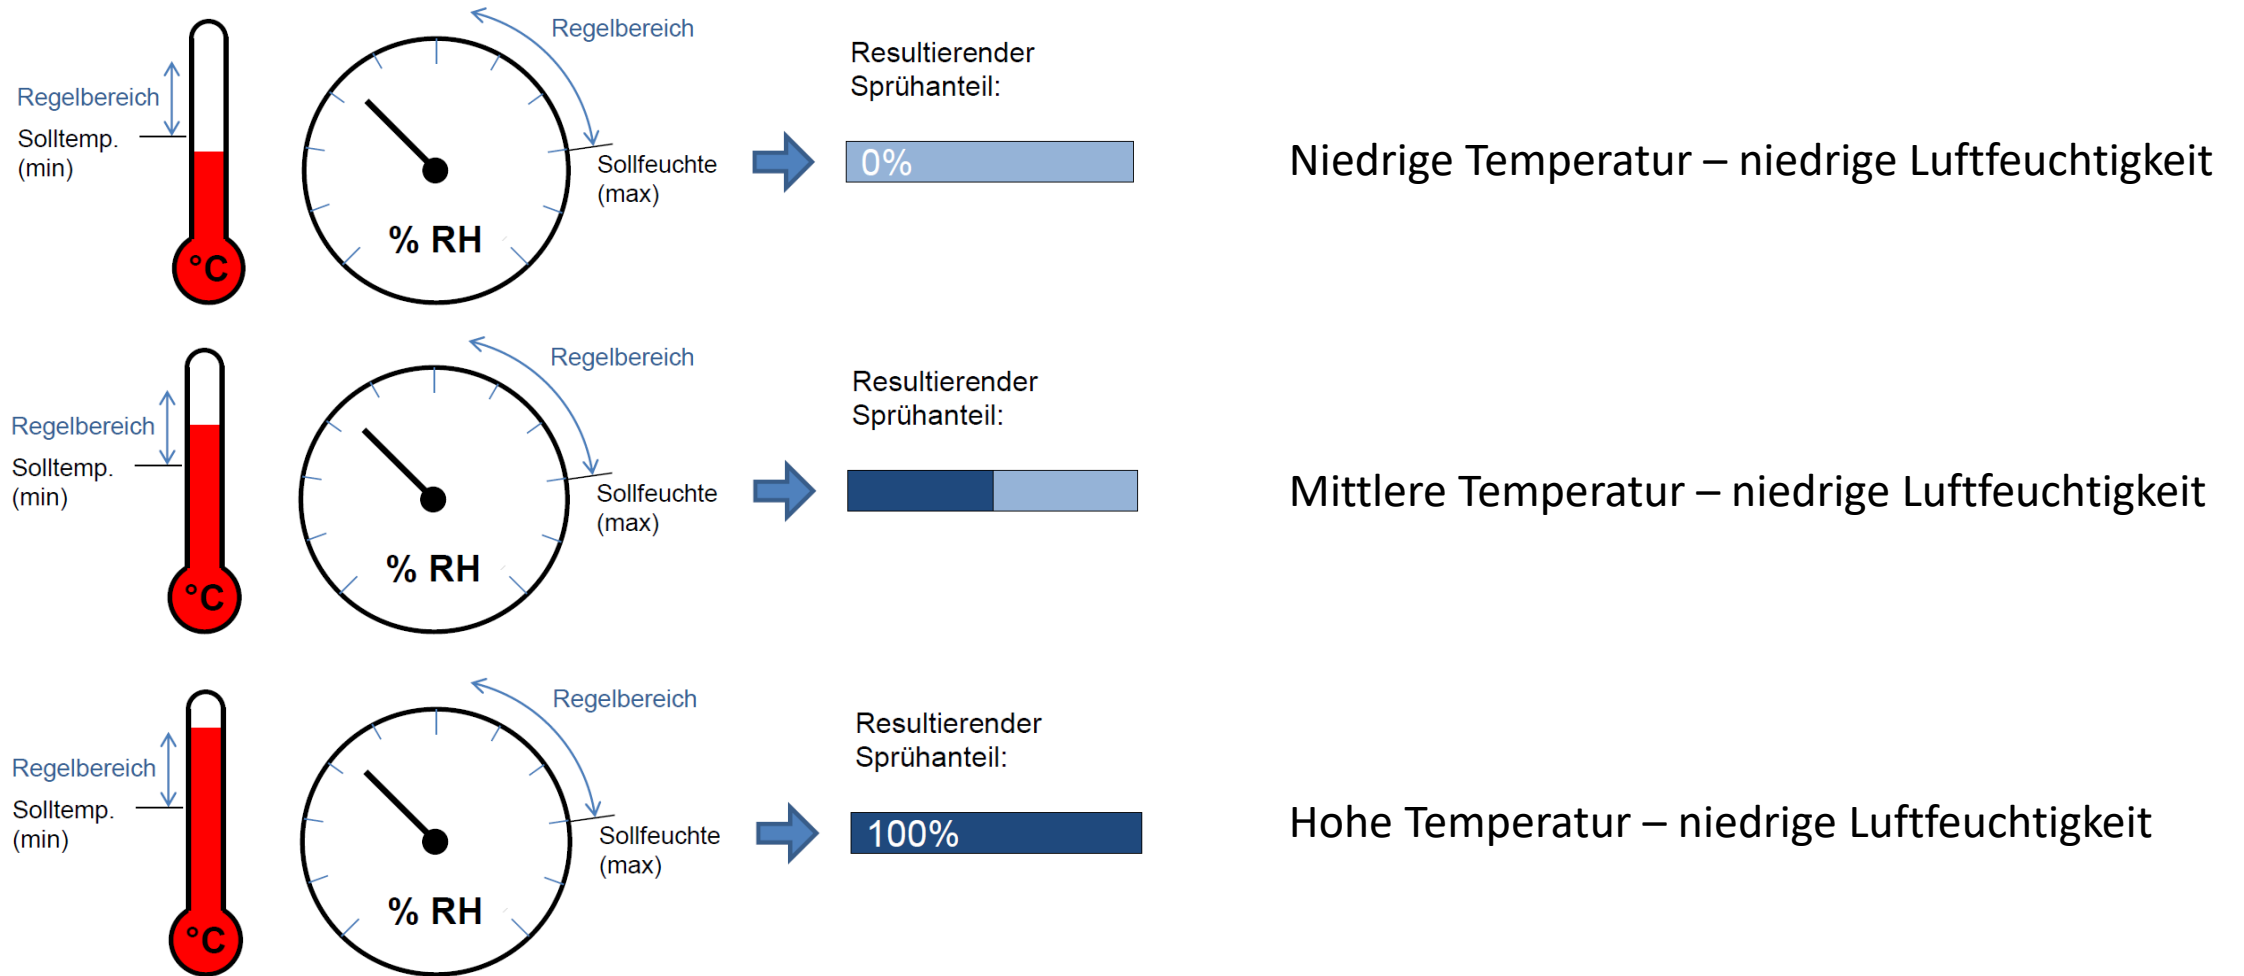 Regelbereich
Resultierender
Sprühanteil:
Regelbereich
Solltemp.
(min)
Sollfeuchte
(max)
0%
Niedrige Temperatur – niedrige Luftfeuchtigkeit
% RH
°C
Regelbereich
Resultierender
Sprühanteil:
Regelbereich
Solltemp.
(min)
Sollfeuchte
(max)
Mittlere Temperatur – niedrige Luftfeuchtigkeit
% RH
°C
Regelbereich
Resultierender
Sprühanteil:
Regelbereich
Solltemp.
(min)
Sollfeuchte
(max)
100%
Hohe Temperatur – niedrige Luftfeuchtigkeit
% RH
°C